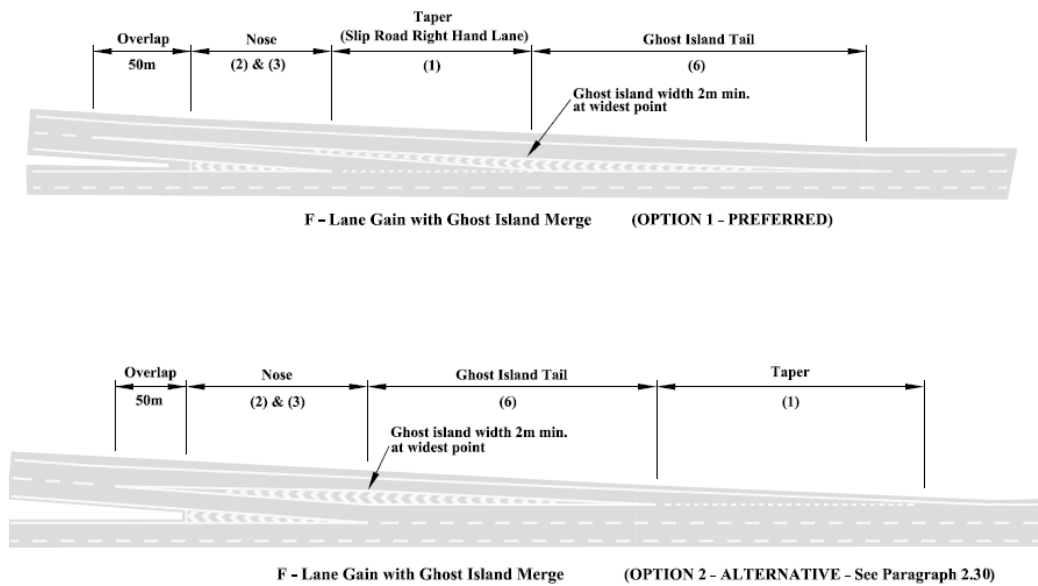 Taper
Overlap Nose (Slip Road Right Hand Lane) Ghost Island Tail
50m (2) & (3) (1) (6)
Ghost island width 2m min.
at widest point
F - Lane Gain with Ghost Island Merge (OPTION 1 - PREFERRED)
Overlap Nose Ghost Island Tail Taper
50m (2) & (3) (6) (1)
Ghost island width 2m min.
at widest point
F - Lane Gain with Ghost Island Merge (OPTION 2 - ALTERNATIVE - See Paragraph 2.30)